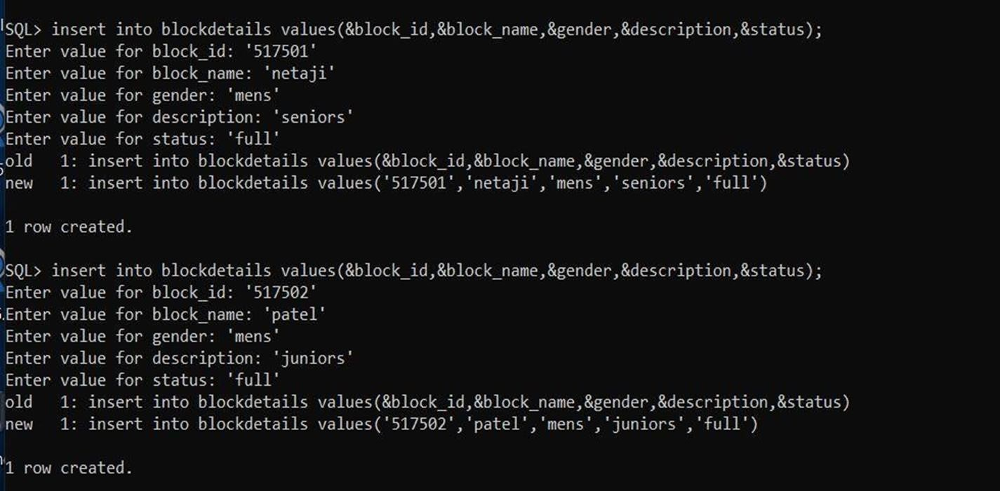 SQL> insert into blockdetails values(&block_id,&block_name,&gender,&description,&status);
Enter value for block_id: '517501'
Enter value for block_name: 'netaji'
Enter value for gender: 'mens'
Enter value for description: 'seniors'
Enter value for status: 'full'
old   1: insert into blockdetails values(&block_id,&block_name,&gender,&description,&status)
new   1: insert into blockdetails values('517501','netaji','mens','seniors','full')
1 row created.
SQL> insert into blockdetails values(&block_id,&block_name,&gender,&description,&status);
Enter value for block_id: '517502'
Enter value for block_name: 'patel'
Enter value for gender: 'mens'
Enter value for description: 'juniors'
Enter value for status: 'full'
old   1: insert into blockdetails values(&block_id,&block_name,&gender,&description,&status)
new   1: insert into blockdetails values('517502','patel','mens','juniors','full')
1 row created.